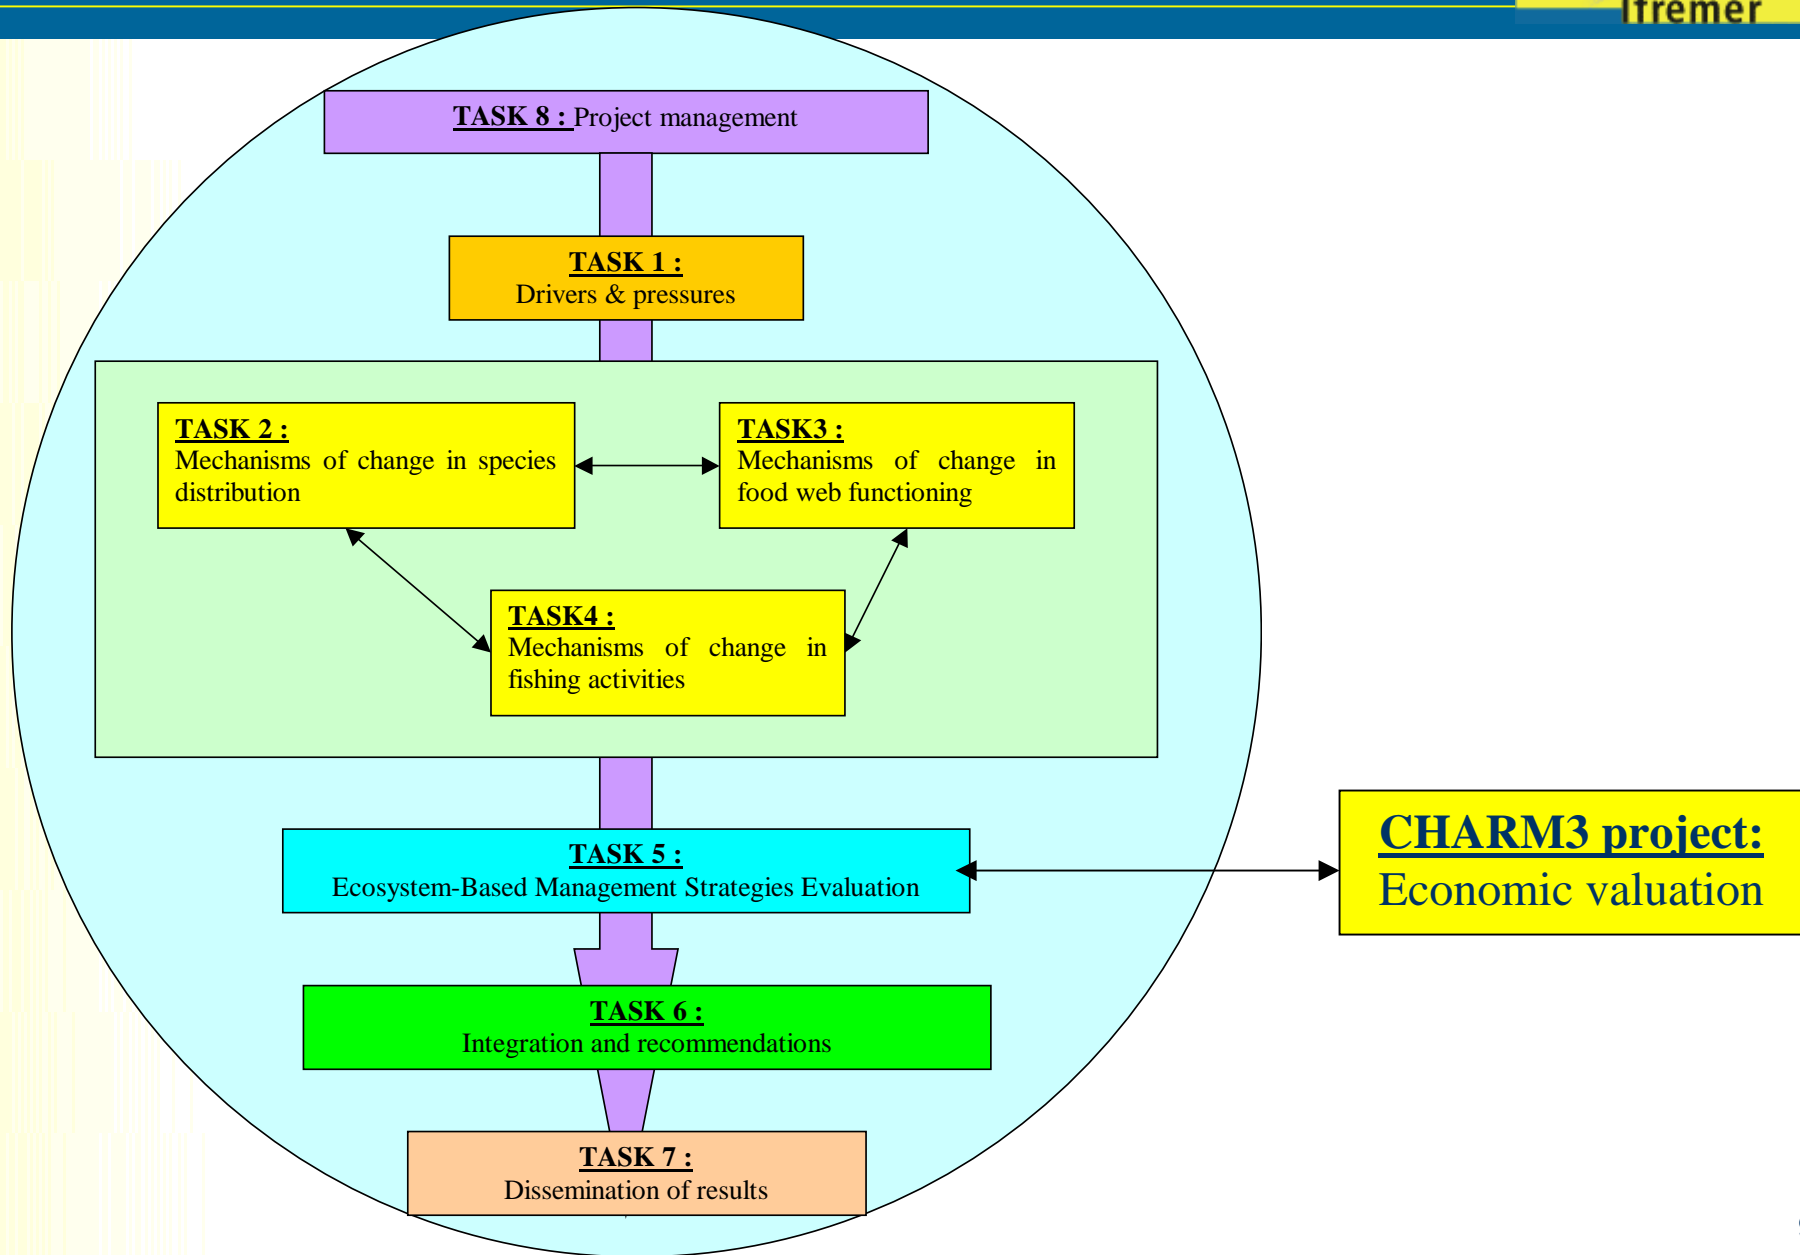 Ifremer
TASK 8 : Project management
TASK 1 :
Drivers & pressures
TASK 2 :
Mechanisms of change in species
distribution
TASK3 :
Mechanisms of change in
food web functioning
TASK4 :
Mechanisms of change in
fishing activities
TASK 5 :
Ecosystem-Based Management Strategies Evaluation
CHARM3 project:
Economic valuation
TASK 6 :
Integration and recommendations
TASK 7 :
Dissemination of results